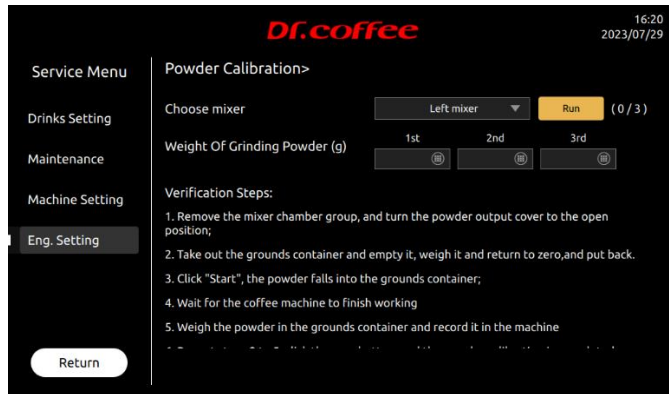 Dr.coffee
16:20
2023/07/29
Service Menu
Drinks Setting
Maintenance
Machine Setting
Eng. Setting
Return
Powder Calibration>
Choose mixer
Left mixer
Run
(0/3)
Weight Of Grinding Powder (g)
1st
2nd
3rd
Verification Steps:
1. Remove the mixer chamber group, and turn the powder output cover to the open
position;
2. Take out the grounds container and empty it, weigh it and return to zero,and put back.
3. Click "Start", the powder falls into the grounds container;
4. Wait for the coffee machine to finish working
5. Weigh the powder in the grounds container and record it in the machine